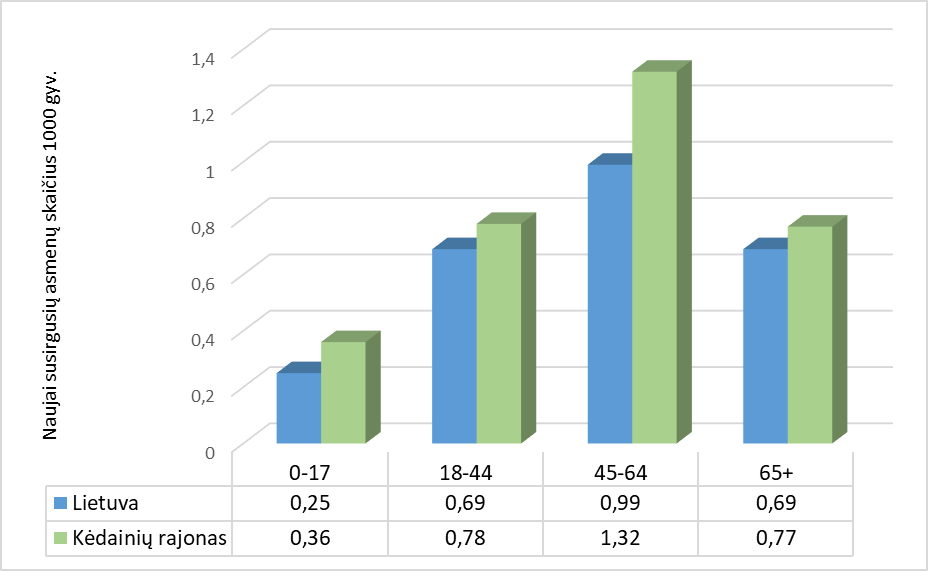 Naujai susirgusių asmenų skaičius 1000 gyv.
1,4
1,2
1
0,8
0,6
0,4
0,2
0
0-17 18-44 45-64 65+
Lietuva 0,25 0,69 0,99 0,69
Kėdainių rajonas 0,36 0,78 1,32 0,77